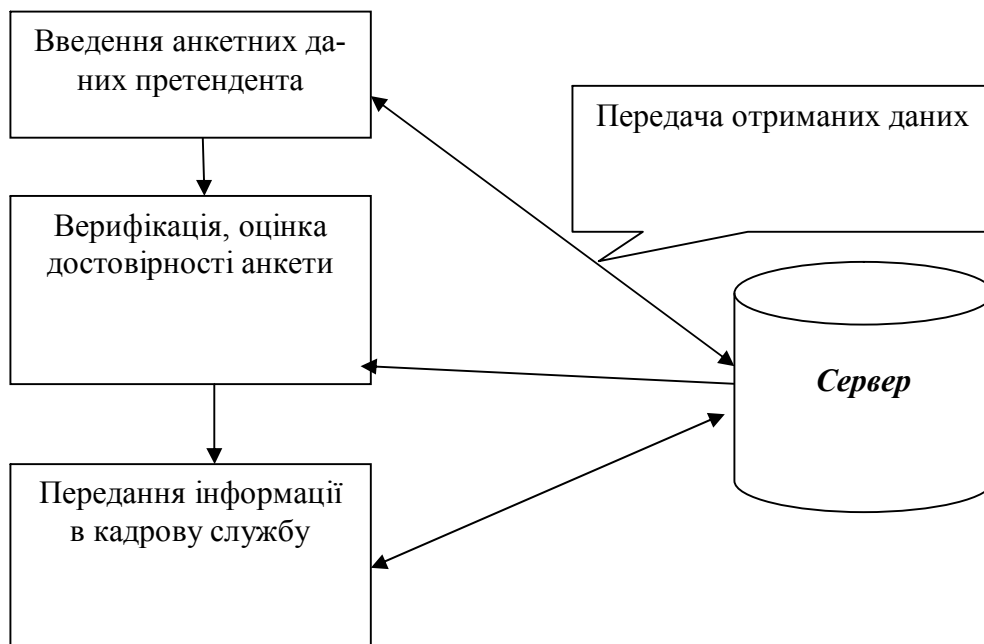 Введення анкетних да-
них претендента
Передача отриманих даних
Верифікація, оцінка
достовірності анкети
Сервер
Передання інформації
в кадрову службу